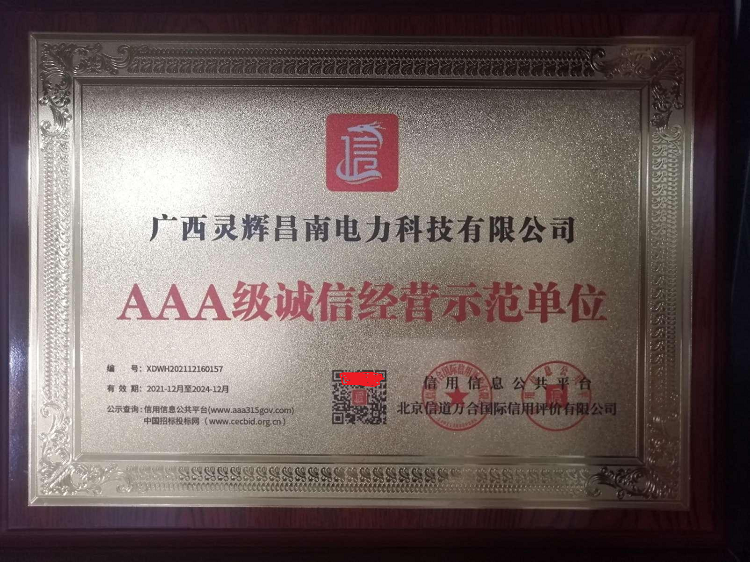 信
广西灵辉昌南电力科技有限公司
AAA级诚信经营示范单位
编 号：XDWH202112160157
有 效 期：2021-12月至2024-12月
公示查询：信用信息公共平台(www.aaa315gov.com)
中国招标投标网（www.cecbid.org.cn）
信用信息公共平台
北京信道万合国际信用评价有限公司